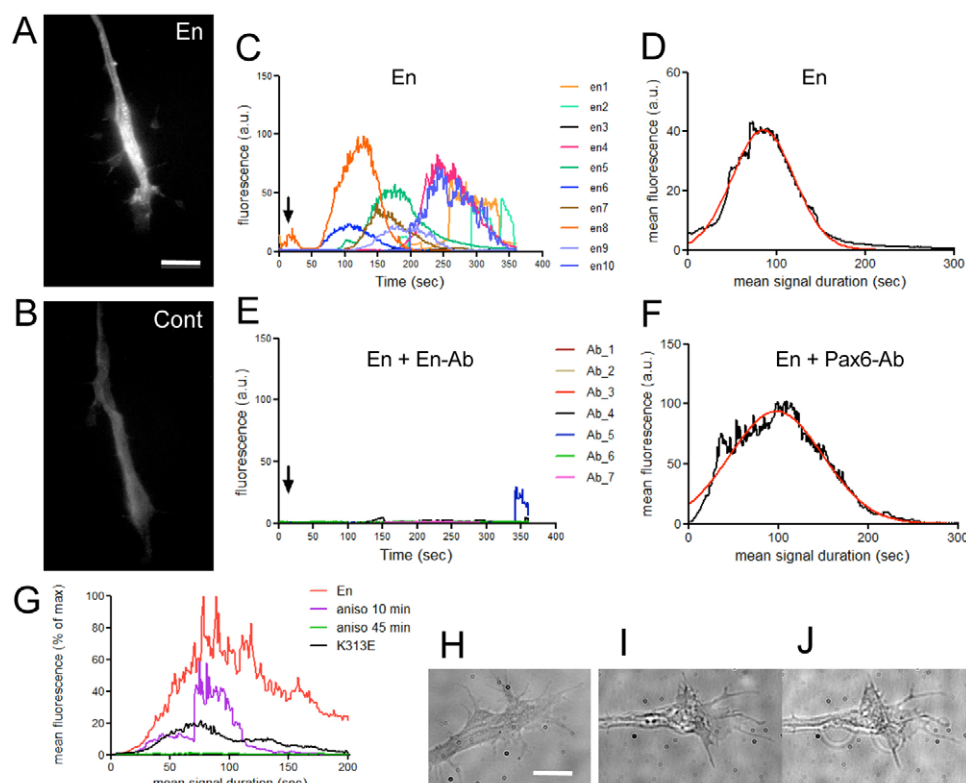 A
En
B
Cont
C
En
fluorescence (a.u.)
150
100
50
0
0
50
100
150
200
250
300
350
400
Time (sec)
en1
en2
en3
en4
en5
en6
en7
en8
en9
en10
D
En
mean fluorescence (a.u.)
60
40
20
0
0
100
200
300
mean signal duration (sec)
E
En + En-Ab
fluorescence (a.u.)
150
100
50
0
0
50
100
150
200
250
300
350
400
Time (sec)
Ab_1
Ab_2
Ab_3
Ab_4
Ab_5
Ab_6
Ab_7
F
En + Pax6-Ab
mean fluorescence (a.u.)
150
100
50
0
0
100
200
300
mean signal duration (sec)
G
mean fluorescence (% of max)
100
80
60
40
20
0
0
50
100
150
200
mean signal duration (sec)
En
aniso 10 min
aniso 45 min
K313E
H
I
J